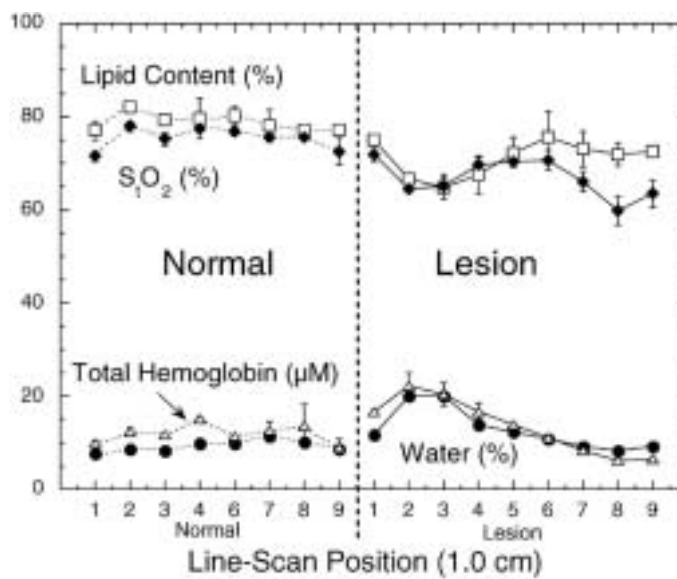 100
80
60
40
20
0
Lipid Content (%)
StO2 (%)
Normal
Lesion
Total Hemoglobin (µM)
Water (%)
1 2 3 4 6 7 8 9
1 2 3 4 5 6 7 8 9
Normal
Lesion
Line-Scan Position (1.0 cm)